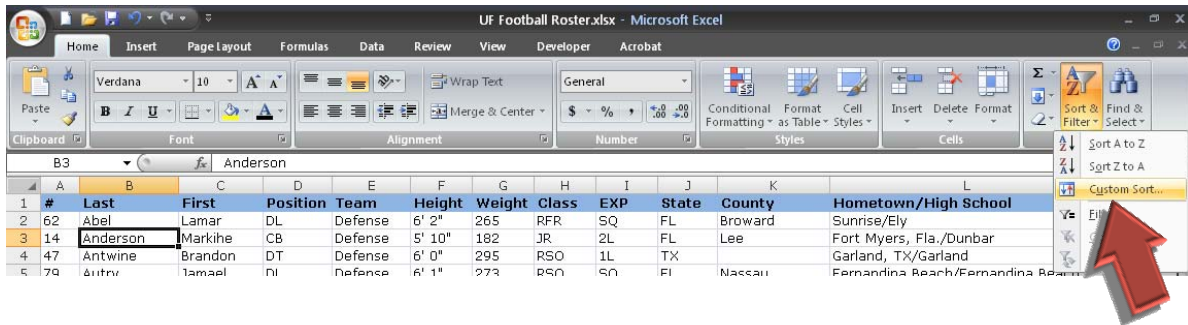 UF Football Roster.xlsx - Microsoft Excel
Home Insert Page Layout Formulas Data Review View Developer Acrobat
Verdana 10 Wrap Text General
Paste B I U Merge & Center $ % , Conditional Formatting Format as Table Cell Styles Insert Delete Format Σ Sort & Filter Find & Select
Clipboard Font Alignment Number Styles Cells
Sort A to Z
B3 fx Anderson
Sort Z to A
A B C D E F G H I J K L
Custom Sort...
1 # Last First Position Team Height Weight Class EXP State County Hometown/High School
2 62 Abel Lamar DL Defense 6' 2" 265 RFR SQ FL Broward Sunrise/Ely
3 14 Anderson Markihe CB Defense 5' 10" 182 JR 2L FL Lee Fort Myers, Fla./Dunbar
4 47 Antwine Brandon DT Defense 6' 0" 295 RSO 1L TX Garland, TX/Garland
5 79 Autry Jamael DL Defense 6' 1" 273 RSO SQ FL Nassau Fernandina Beach/Fernandina Beach